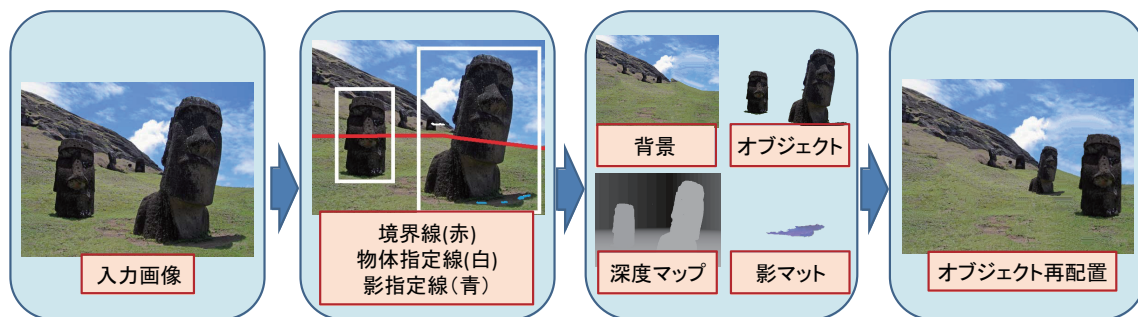 入力画像
境界線(赤)
物体指定線(白)
影指定線(青)
背景
オブジェクト
深度マップ
影マット
オブジェクト再配置